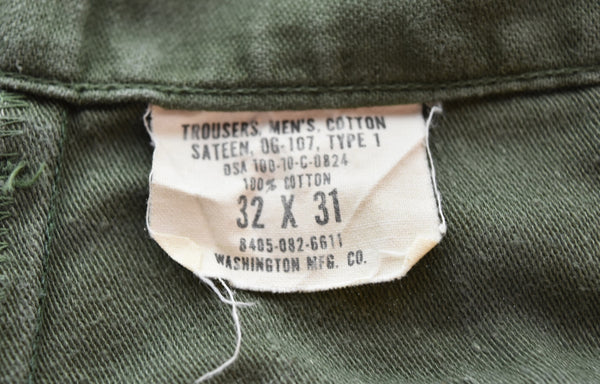 TROUSERS, MEN'S, COTTON
SATEEN, OG-107, TYPE 1
DSA 100-70-C-0824
100% COTTON
32 X 31
8405-082-6611
WASHINGTON MFG. CO.